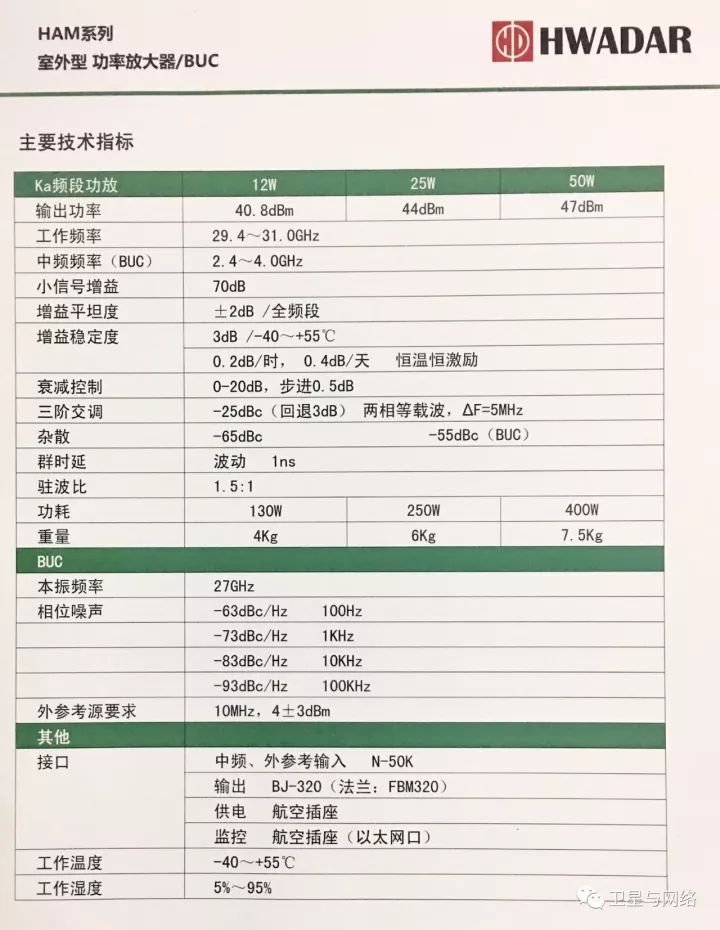 HAM系列
室外型 功率放大器/BUC
HD HWADAR
主要技术指标
Ka频段功放 12W 25W 50W
输出功率 40.8dBm 44dBm 47dBm
工作频率 29.4～31.0GHz
中频频率（BUC） 2.4～4.0GHz
小信号增益 70dB
增益平坦度 ±2dB /全频段
增益稳定度 3dB /-40～+55℃
0.2dB/时， 0.4dB/天 恒温恒激励
衰减控制 0-20dB，步进0.5dB
三阶交调 -25dBc（回退3dB） 两相等载波，ΔF=5MHz
杂散 -65dBc -55dBc（BUC）
群时延 波动 1ns
驻波比 1.5:1
功耗 130W 250W 400W
重量 4Kg 6Kg 7.5Kg
BUC
本振频率 27GHz
相位噪声 -63dBc/Hz 100Hz
-73dBc/Hz 1KHz
-83dBc/Hz 10KHz
-93dBc/Hz 100KHz
外参考源要求 10MHz，4±3dBm
其他
接口 中频、外参考输入 N-50K
输出 BJ-320（法兰：FBM320）
供电 航空插座
监控 航空插座（以太网口）
工作温度 -40～+55℃
工作湿度 5%～95%
卫星与网络